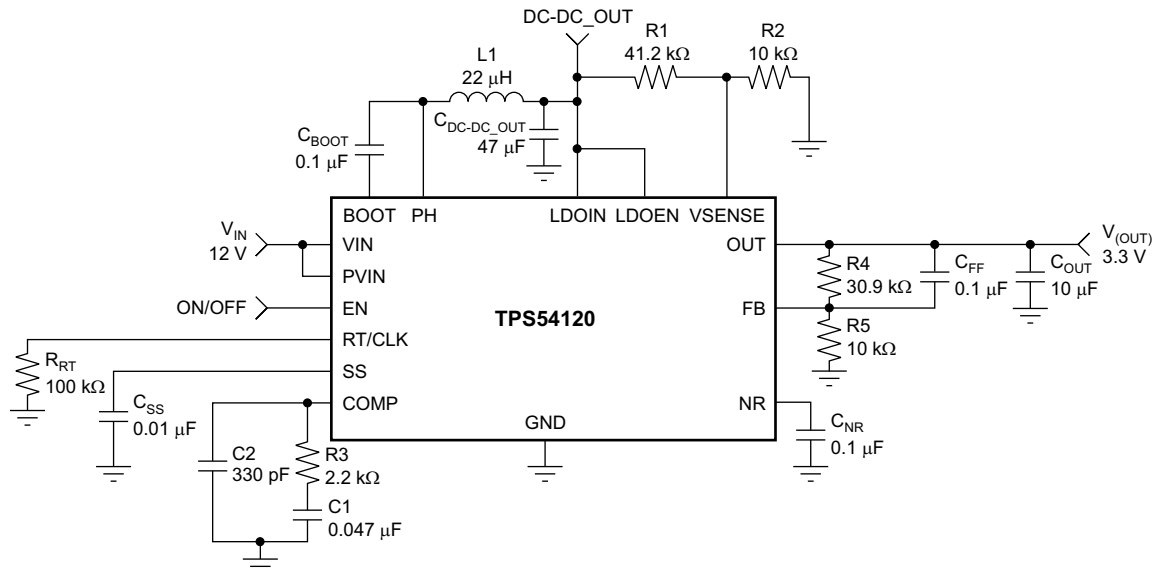 DC-DC_OUT
R1
41.2 kΩ
R2
10 kΩ
L1
22 μH
C_BOOT
0.1 μF
C_DC-DC_OUT
47 μF
BOOT PH LDOIN LDOEN VSENSE
V_IN
12 V
VIN
PVIN
ON/OFF
EN
RT/CLK
R_RT
100 kΩ
SS
C_SS
0.01 μF
COMP
C2
330 pF
R3
2.2 kΩ
C1
0.047 μF
TPS54120
GND
OUT
FB
NR
R4
30.9 kΩ
R5
10 kΩ
C_FF
0.1 μF
C_OUT
10 μF
V_(OUT)
3.3 V
C_NR
0.1 μF